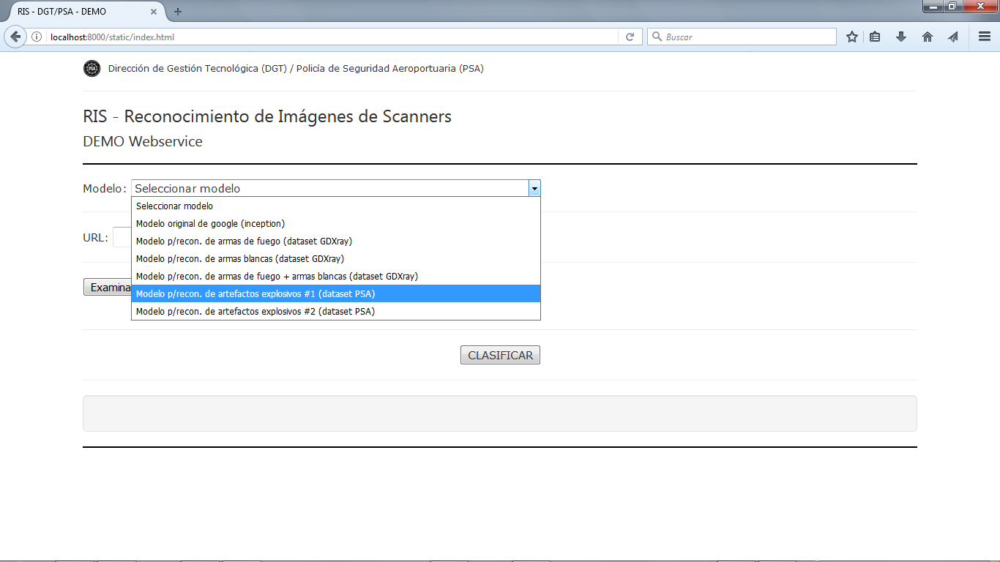 RIS - DGT/PSA - DEMO
localhost:8000/static/index.html
Buscar
PSA
Dirección de Gestión Tecnológica (DGT) / Policía de Seguridad Aeroportuaria (PSA)
RIS - Reconocimiento de Imágenes de Scanners
DEMO Webservice
Modelo: Seleccionar modelo
Seleccionar modelo
Modelo original de google (inception)
Modelo p/recon. de armas de fuego (dataset GDXray)
Modelo p/recon. de armas blancas (dataset GDXray)
Modelo p/recon. de armas de fuego + armas blancas (dataset GDXray)
Modelo p/recon. de artefactos explosivos #1 (dataset PSA)
Modelo p/recon. de artefactos explosivos #2 (dataset PSA)
URL:
Examina
CLASIFICAR